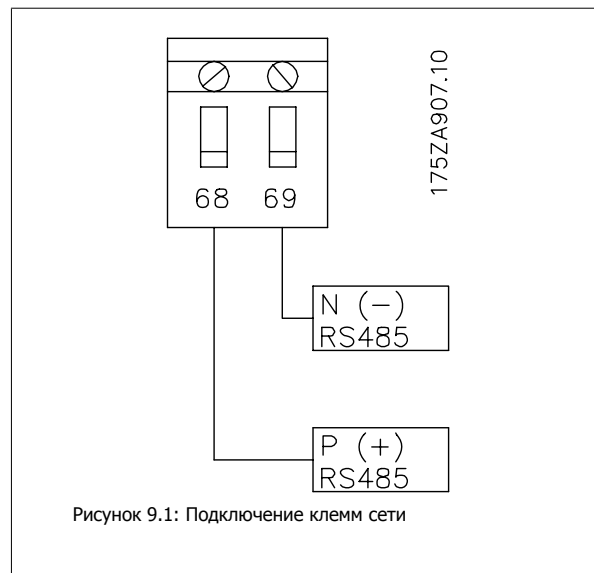 175ZA907.10
68 69
N (-)
RS485
P (+)
RS485
Рисунок 9.1: Подключение клемм сети